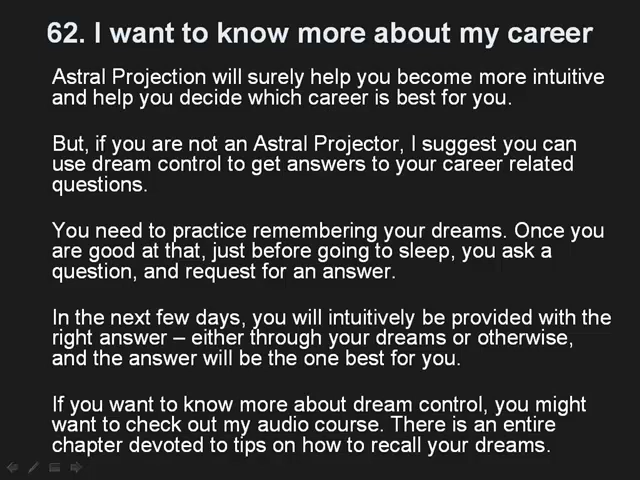 62. I want to know more about my career
Astral Projection will surely help you become more intuitive
and help you decide which career is best for you.
But, if you are not an Astral Projector, I suggest you can
use dream control to get answers to your career related
questions.
You need to practice remembering your dreams. Once you
are good at that, just before going to sleep, you ask a
question, and request for an answer.
In the next few days, you will intuitively be provided with the
right answer – either through your dreams or otherwise,
and the answer will be the one best for you.
If you want to know more about dream control, you might
want to check out my audio course. There is an entire
chapter devoted to tips on how to recall your dreams.